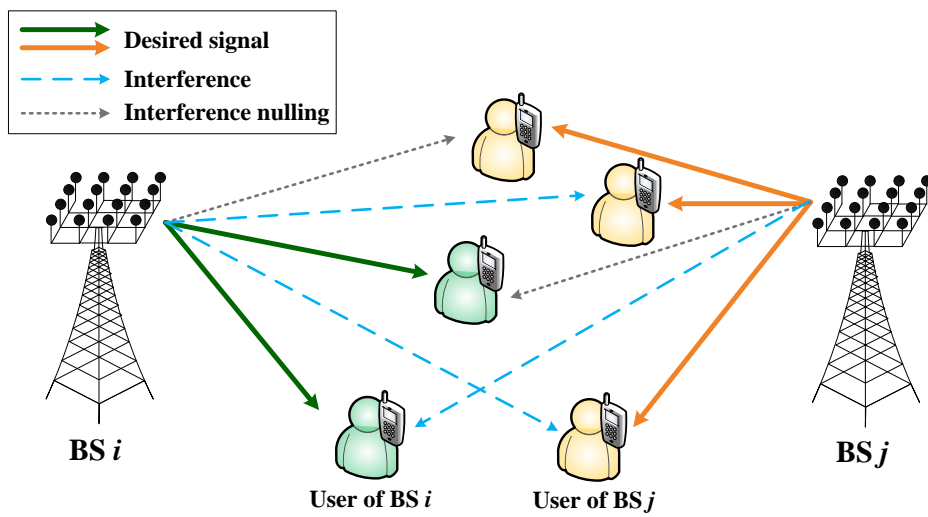 Desired signal
Interference
Interference nulling
BS i
BS j
User of BS i
User of BS j